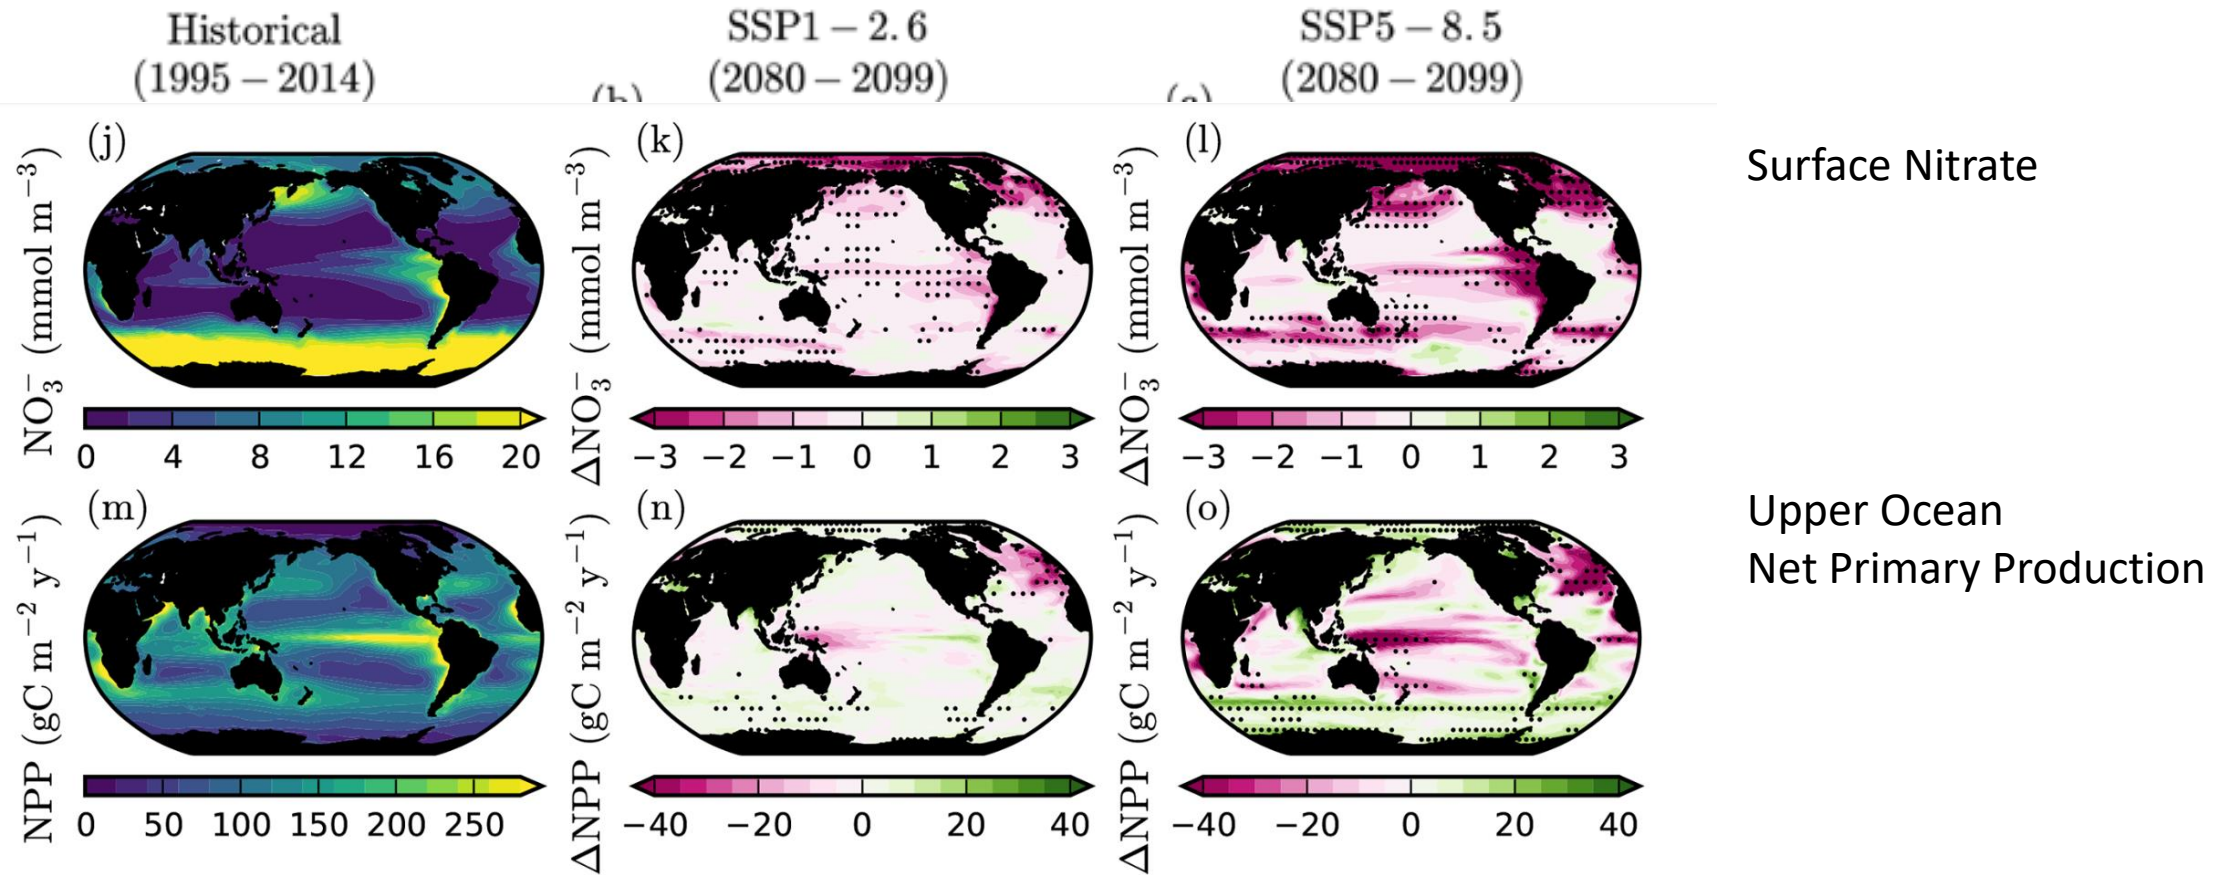 Historical
(1995 – 2014)
SSP1 – 2.6
(2080 – 2099)
SSP5 – 8.5
(2080 – 2099)
(b)
(c)
(j)
NO₃⁻ (mmol m⁻³)
0 4 8 12 16 20
(k)
ΔNO₃⁻ (mmol m⁻³)
−3 −2 −1 0 1 2 3
(l)
ΔNO₃⁻ (mmol m⁻³)
−3 −2 −1 0 1 2 3
Surface Nitrate
(m)
NPP (gC m⁻² y⁻¹)
0 50 100 150 200 250
(n)
ΔNPP (gC m⁻² y⁻¹)
−40 −20 0 20 40
(o)
ΔNPP (gC m⁻² y⁻¹)
−40 −20 0 20 40
Upper Ocean
Net Primary Production